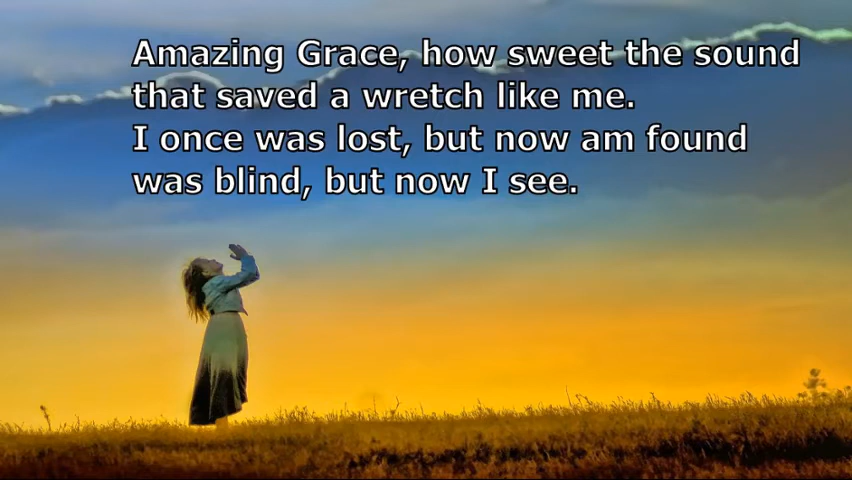 Amazing Grace, how sweet the sound
that saved a wretch like me.
I once was lost, but now am found
was blind, but now I see.